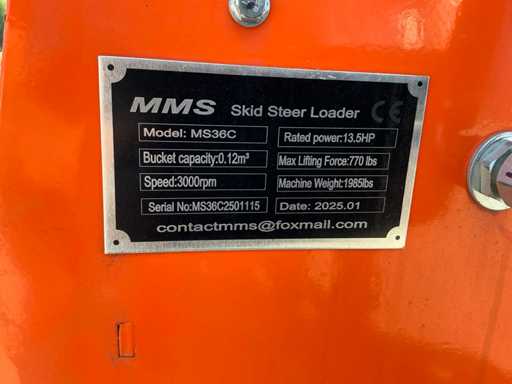 MMS Skid Steer Loader CE
Model: MS36C
Rated power:13.5HP
Bucket capacity:0.12m³
Max Lifting Force:770 lbs
Speed:3000rpm
Machine Weight:1985lbs
Serial No:MS36C2501115
Date: 2025.01
contactmms@foxmail.com